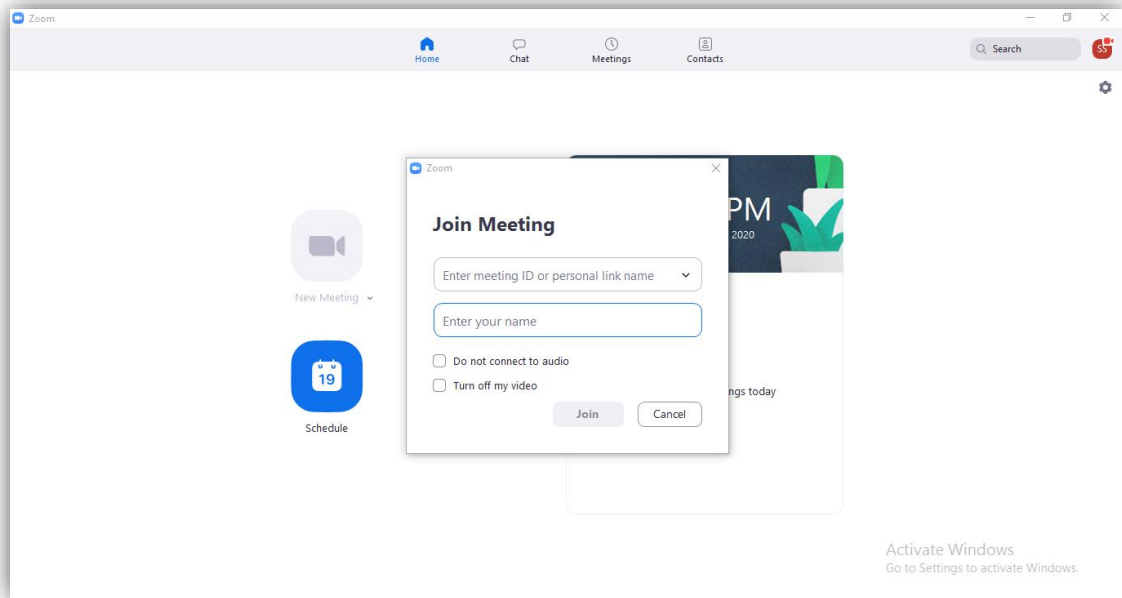 Zoom
Home
Chat
Meetings
Contacts
Search
SS
Zoom
Join Meeting
PM
2020
Enter meeting ID or personal link name
New Meeting
Enter your name
Do not connect to audio
19
Turn off my video
today
Join
Cancel
Schedule
Activate Windows
Go to Settings to activate Windows.